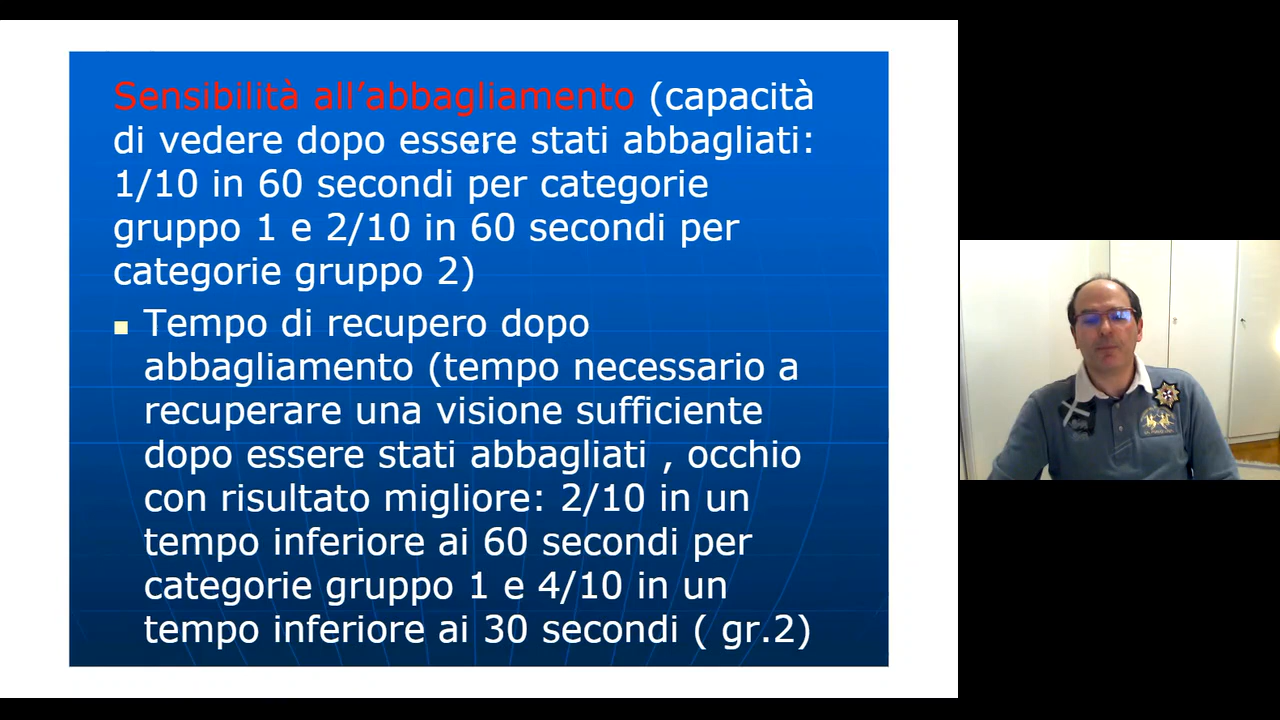 Sensibilità all’abbagliamento (capacità
di vedere dopo essere stati abbagliati:
1/10 in 60 secondi per categorie
gruppo 1 e 2/10 in 60 secondi per
categorie gruppo 2)
Tempo di recupero dopo
abbagliamento (tempo necessario a
recuperare una visione sufficiente
dopo essere stati abbagliati , occhio
con risultato migliore: 2/10 in un
tempo inferiore ai 60 secondi per
categorie gruppo 1 e 4/10 in un
tempo inferiore ai 30 secondi ( gr.2)